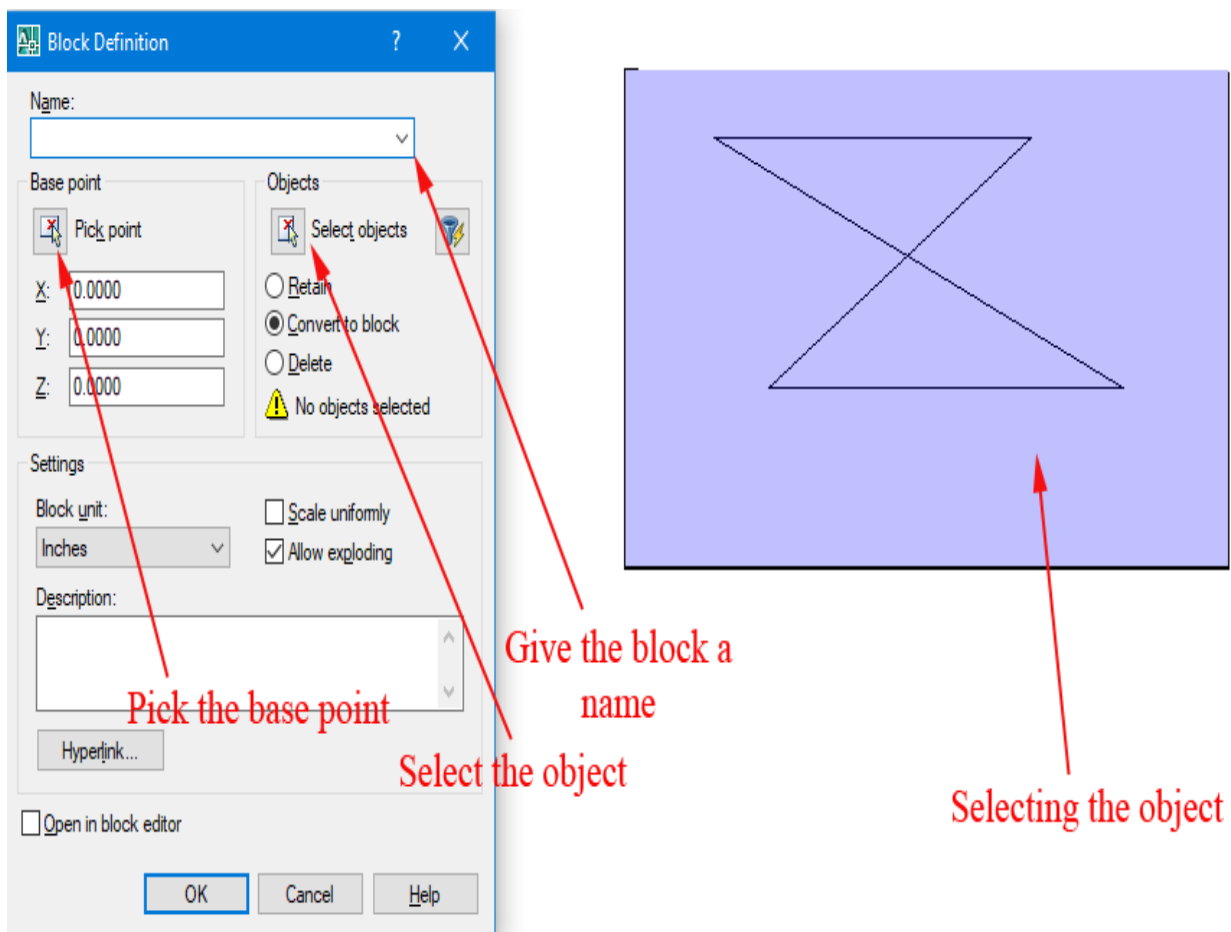 Block Definition
?
X
Name:
Base point
Objects
Pick point
Select objects
X: 0.0000
Y: 0.0000
Z: 0.0000
Retain
Convert to block
Delete
No objects selected
Settings
Block unit:
Inches
Scale uniformly
Allow exploding
Description:
Hyperlink...
Open in block editor
OK
Cancel
Help
Pick the base point
Select the object
Give the block a
name
Selecting the object